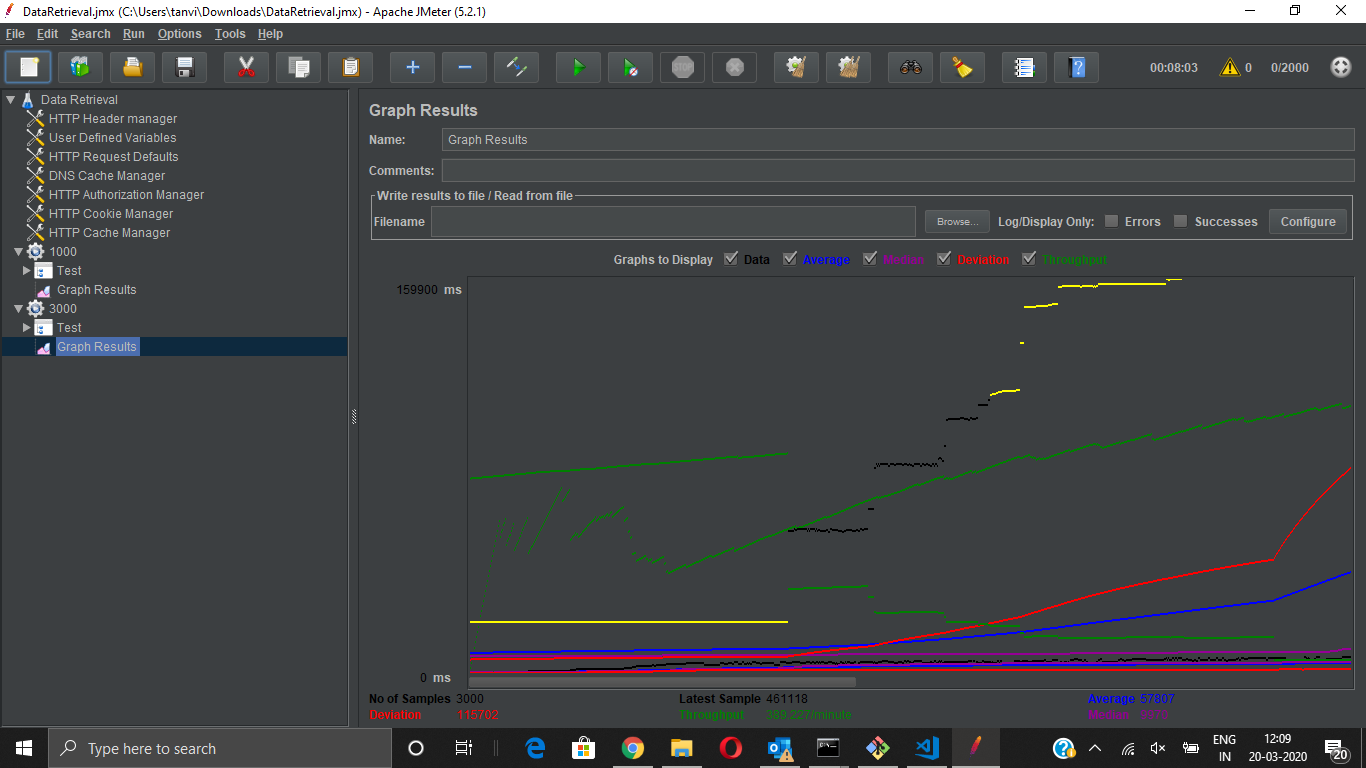 DataRetrieval.jmx (C:\Users\tanvi\Downloads\DataRetrieval.jmx) - Apache JMeter (5.2.1)
File Edit Search Run Options Tools Help
STOP
00:08:03 0 0/2000
Data Retrieval
HTTP Header manager
User Defined Variables
HTTP Request Defaults
DNS Cache Manager
HTTP Authorization Manager
HTTP Cookie Manager
HTTP Cache Manager
1000
Test
Graph Results
3000
Test
Graph Results
Graph Results
Name: Graph Results
Comments:
Write results to file / Read from file
Filename Browse... Log/Display Only: Errors Successes Configure
Graphs to Display Data Average Median Deviation Throughput
159900 ms
0 ms
No of Samples 3000 Latest Sample 461118 Average 57807
Deviation 115702 Throughput 389.227/minute Median 5970
Type here to search
ENG
IN
12:09
20-03-2020
20